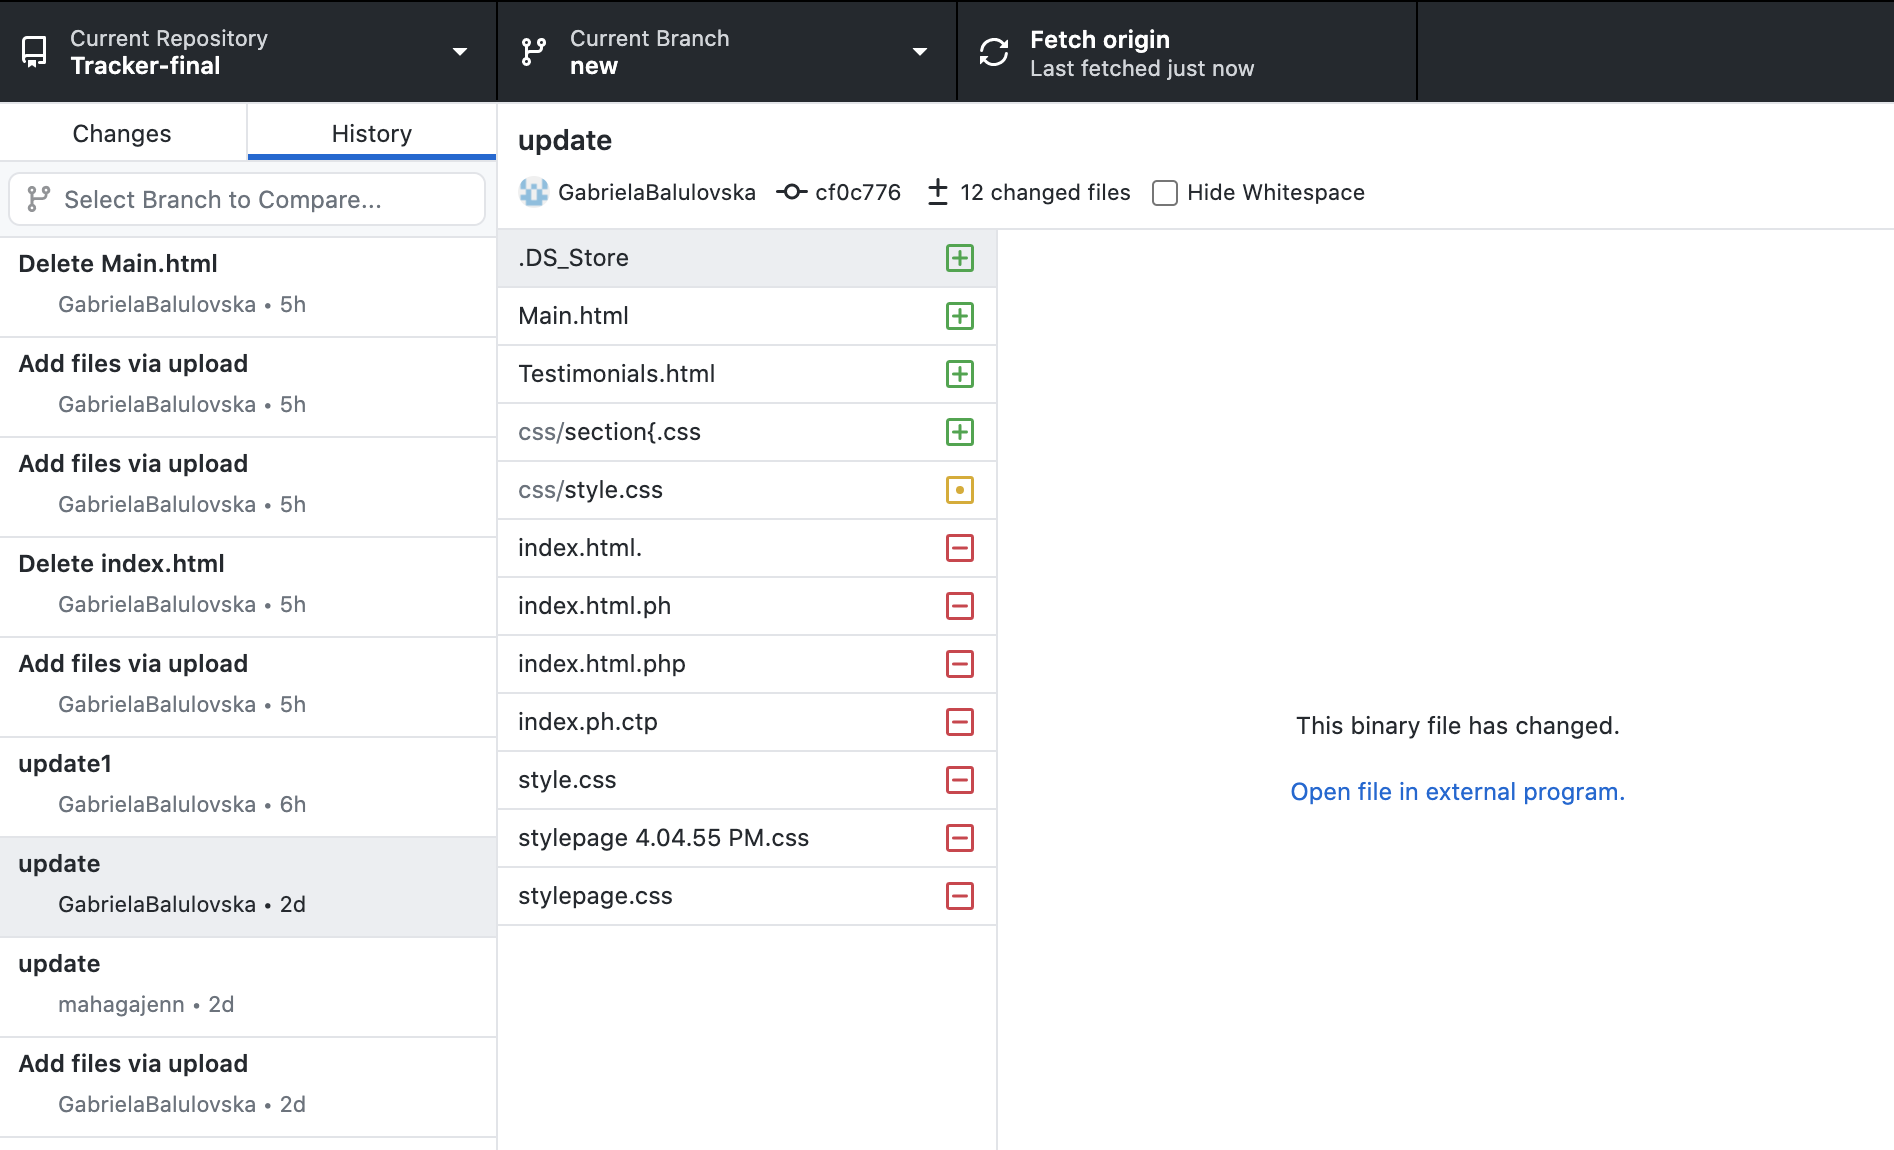 Current Repository
Tracker-final
Current Branch
new
Fetch origin
Last fetched just now
Changes
History
Select Branch to Compare...
Delete Main.html
GabrielaBalulovska • 5h
Add files via upload
GabrielaBalulovska • 5h
Add files via upload
GabrielaBalulovska • 5h
Delete index.html
GabrielaBalulovska • 5h
Add files via upload
GabrielaBalulovska • 5h
update1
GabrielaBalulovska • 6h
update
GabrielaBalulovska • 2d
update
mahagajenn • 2d
Add files via upload
GabrielaBalulovska • 2d
update
GabrielaBalulovska cf0c776 12 changed files Hide Whitespace
.DS_Store
Main.html
Testimonials.html
css/section{.css
css/style.css
index.html.
index.html.ph
index.html.php
index.ph.ctp
style.css
stylepage 4.04.55 PM.css
stylepage.css
This binary file has changed.
Open file in external program.